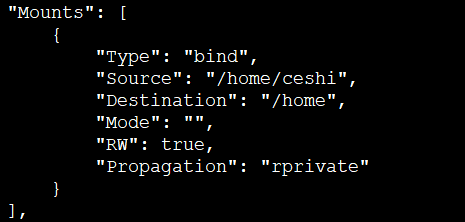 "Mounts": [
    {
        "Type": "bind",
        "Source": "/home/ceshi",
        "Destination": "/home",
        "Mode": "",
        "RW": true,
        "Propagation": "rprivate"
    }
],